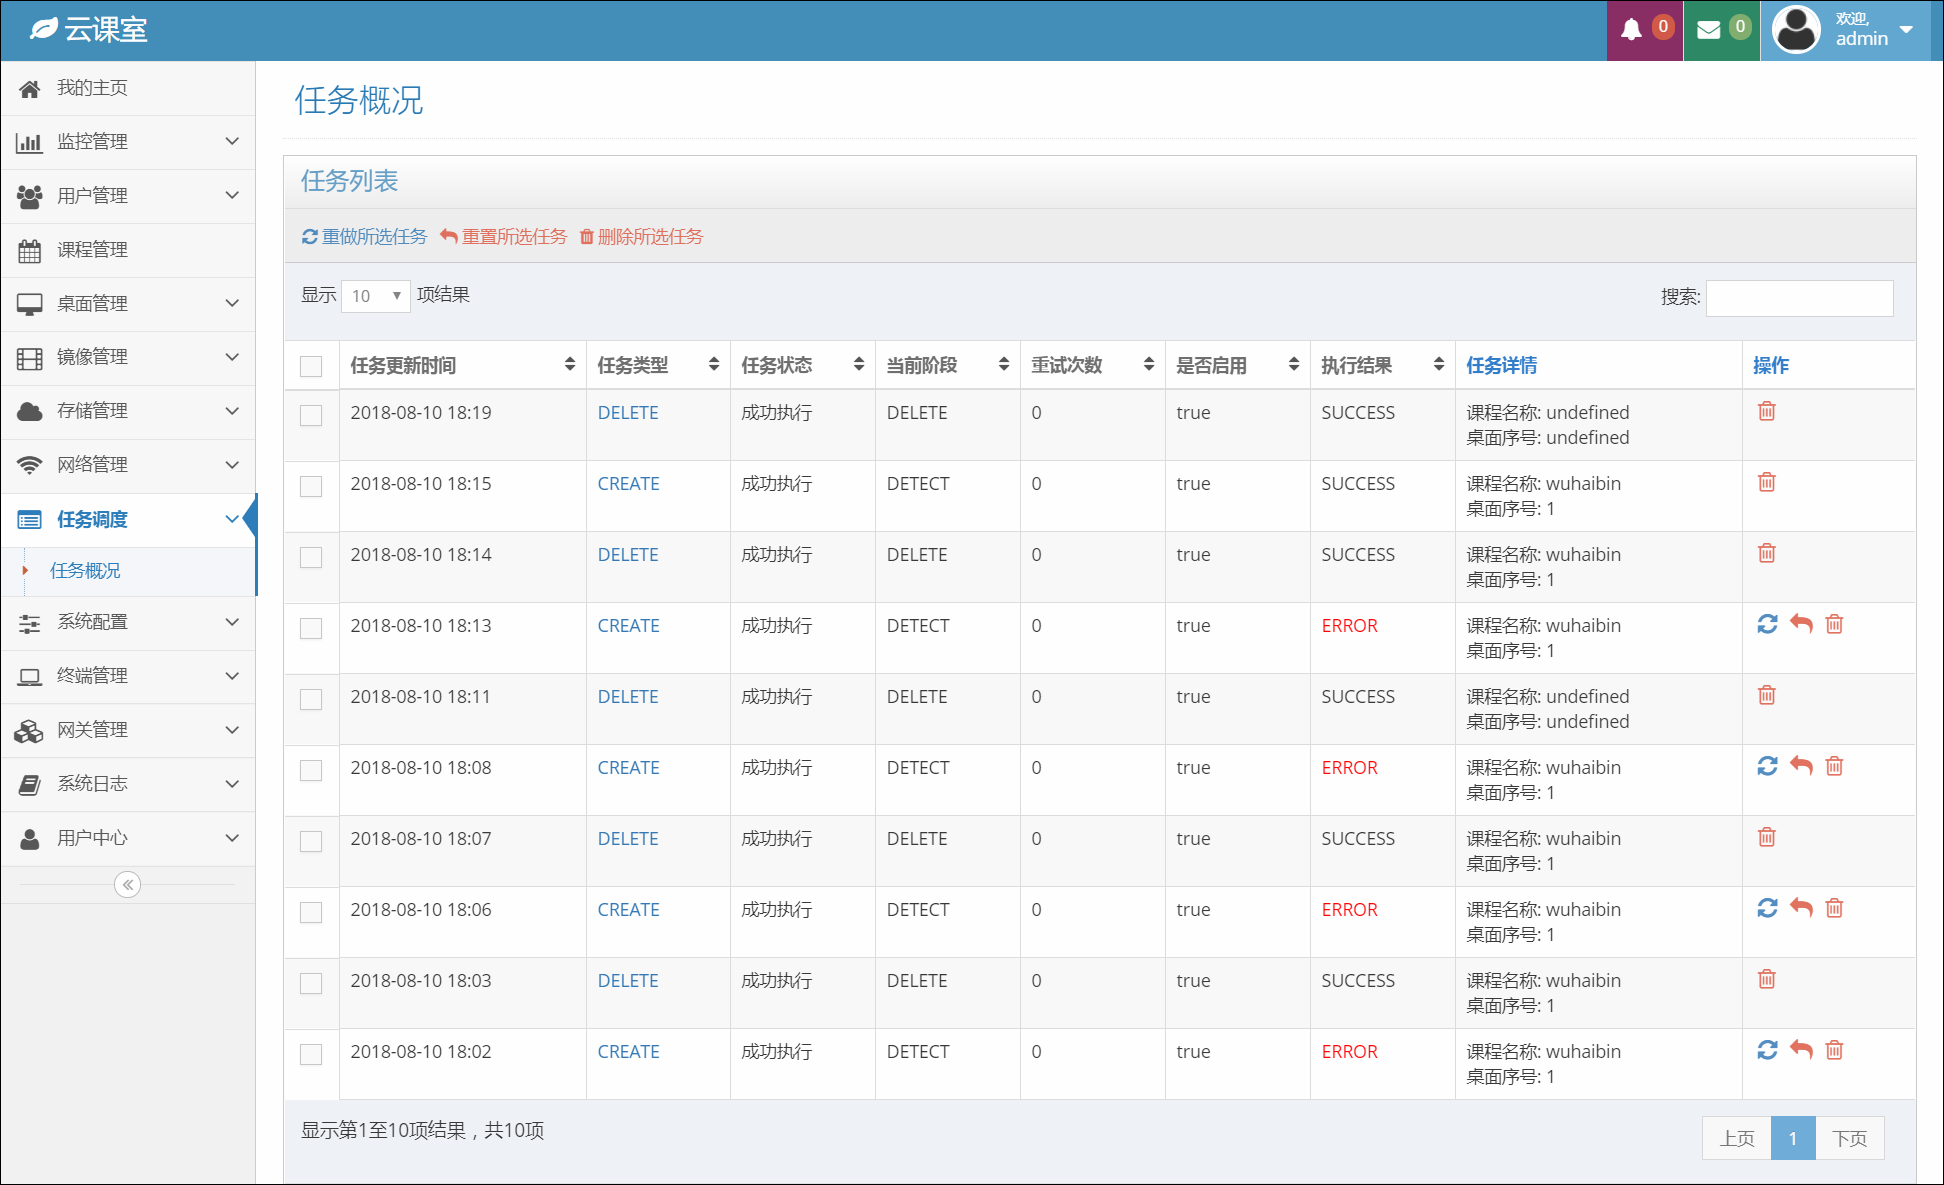 云课室
0
0
欢迎,
admin
我的主页
监控管理
用户管理
课程管理
桌面管理
镜像管理
存储管理
网络管理
任务调度
任务概况
系统配置
终端管理
网关管理
系统日志
用户中心
任务概况
任务列表
重做所选任务 重置所选任务 删除所选任务
显示 10 项结果
搜索:
任务更新时间 任务类型 任务状态 当前阶段 重试次数 是否启用 执行结果 任务详情 操作
2018-08-10 18:19 DELETE 成功执行 DELETE 0 true SUCCESS 课程名称: undefined
桌面序号: undefined
2018-08-10 18:15 CREATE 成功执行 DETECT 0 true SUCCESS 课程名称: wuhaibin
桌面序号: 1
2018-08-10 18:14 DELETE 成功执行 DELETE 0 true SUCCESS 课程名称: wuhaibin
桌面序号: 1
2018-08-10 18:13 CREATE 成功执行 DETECT 0 true ERROR 课程名称: wuhaibin
桌面序号: 1
2018-08-10 18:11 DELETE 成功执行 DELETE 0 true SUCCESS 课程名称: undefined
桌面序号: undefined
2018-08-10 18:08 CREATE 成功执行 DETECT 0 true ERROR 课程名称: wuhaibin
桌面序号: 1
2018-08-10 18:07 DELETE 成功执行 DELETE 0 true SUCCESS 课程名称: wuhaibin
桌面序号: 1
2018-08-10 18:06 CREATE 成功执行 DETECT 0 true ERROR 课程名称: wuhaibin
桌面序号: 1
2018-08-10 18:03 DELETE 成功执行 DELETE 0 true SUCCESS 课程名称: wuhaibin
桌面序号: 1
2018-08-10 18:02 CREATE 成功执行 DETECT 0 true ERROR 课程名称: wuhaibin
桌面序号: 1
显示第1至10项结果，共10项
上页 1 下页